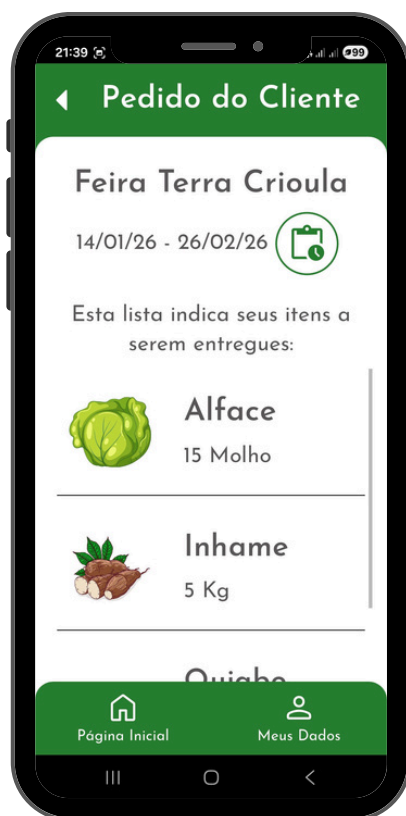 21:39
99
Pedido do Cliente
Feira Terra Crioula
14/01/26 - 26/02/26
Esta lista indica seus itens a
serem entregues:
Alface
15 Molho
Inhame
5 Kg
Quiabo
Página Inicial
Meus Dados